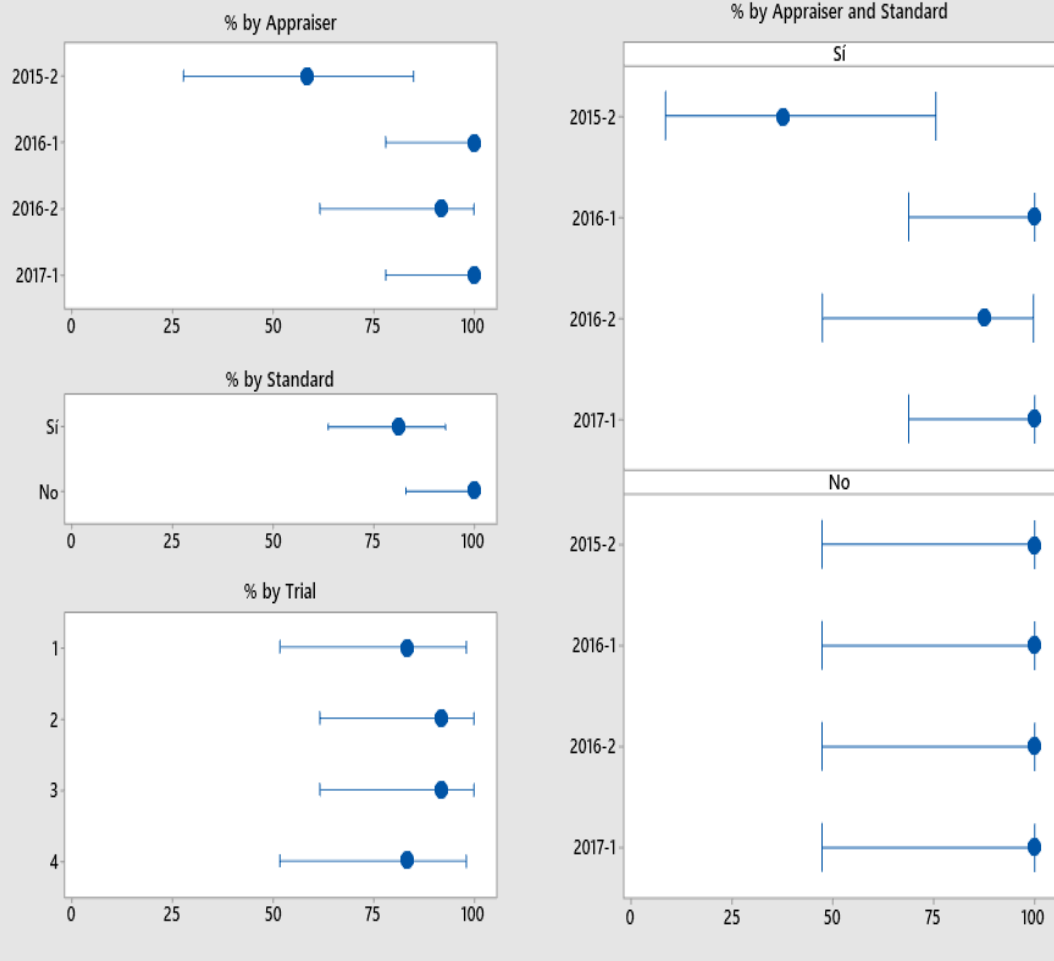 % by Appraiser
2015-2
2016-1
2016-2
2017-1
0 25 50 75 100
% by Standard
Sí
No
0 25 50 75 100
% by Trial
1
2
3
4
0 25 50 75 100
% by Appraiser and Standard
Sí
2015-2
2016-1
2016-2
2017-1
No
2015-2
2016-1
2016-2
2017-1
0 25 50 75 100